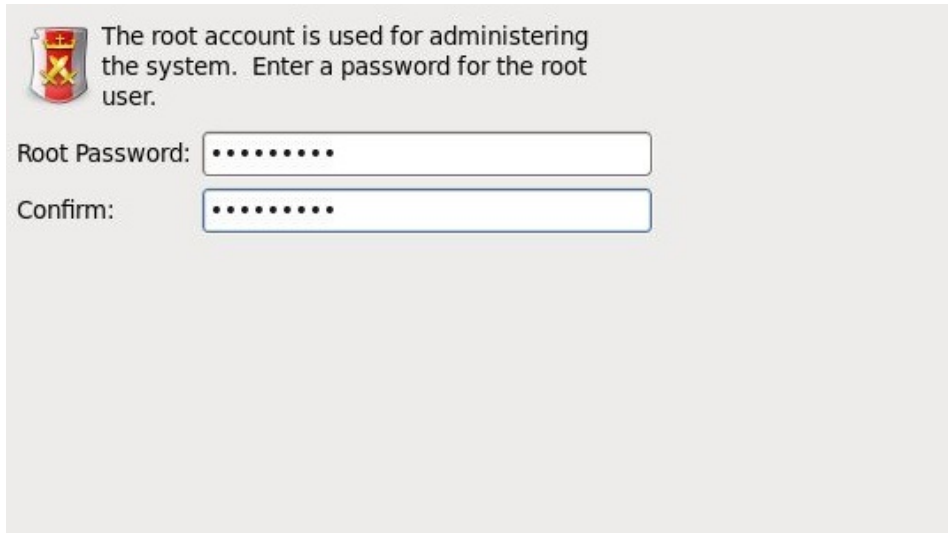 The root account is used for administering
the system.  Enter a password for the root
user.
Root Password: •••••••••
Confirm: •••••••••